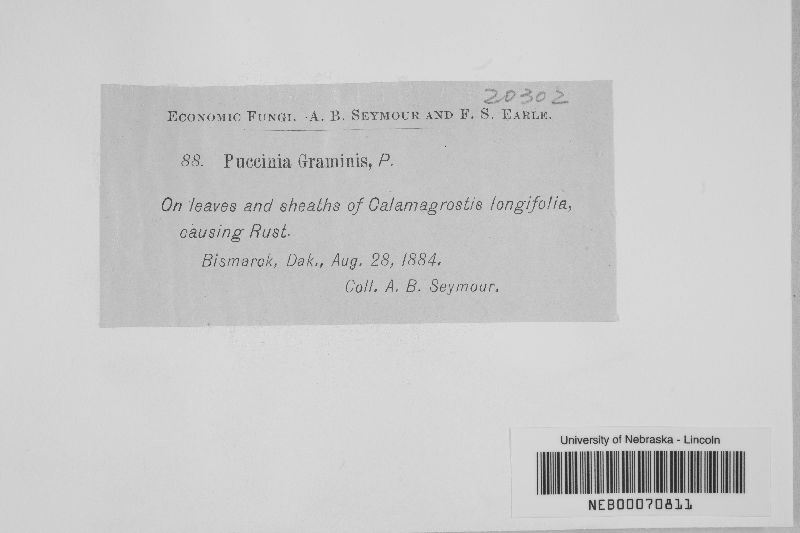 20302
Economic Fungi. A. B. Seymour and F. S. Earle.
88. Puccinia Graminis, P.
On leaves and sheaths of Calamagrostis longifolia,
causing Rust.
Bismarck, Dak., Aug. 28, 1884.
Coll. A. B. Seymour.
University of Nebraska - Lincoln
NEB00070811